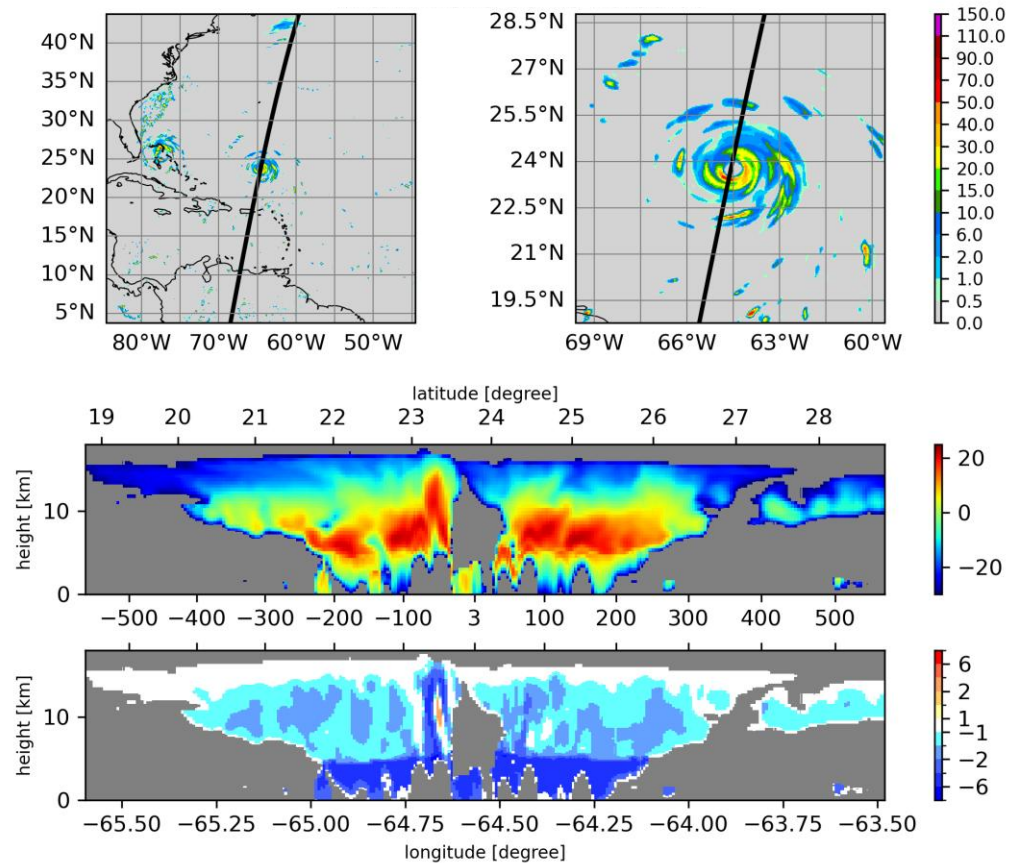 40°N
35°N
30°N
25°N
20°N
15°N
10°N
5°N
80°W 70°W 60°W 50°W
28.5°N
27°N
25.5°N
24°N
22.5°N
21°N
19.5°N
69°W 66°W 63°W 60°W
150.0
110.0
90.0
70.0
50.0
40.0
30.0
20.0
15.0
10.0
6.0
2.0
1.0
0.5
0.0
latitude [degree]
19 20 21 22 23 24 25 26 27 28
height [km]
10
0
−500 −400 −300 −200 −100 3 100 200 300 400 500
20
0
−20
height [km]
10
0
−65.50 −65.25 −65.00 −64.75 −64.50 −64.25 −64.00 −63.75 −63.50
longitude [degree]
6
2
1
−1
−2
−6